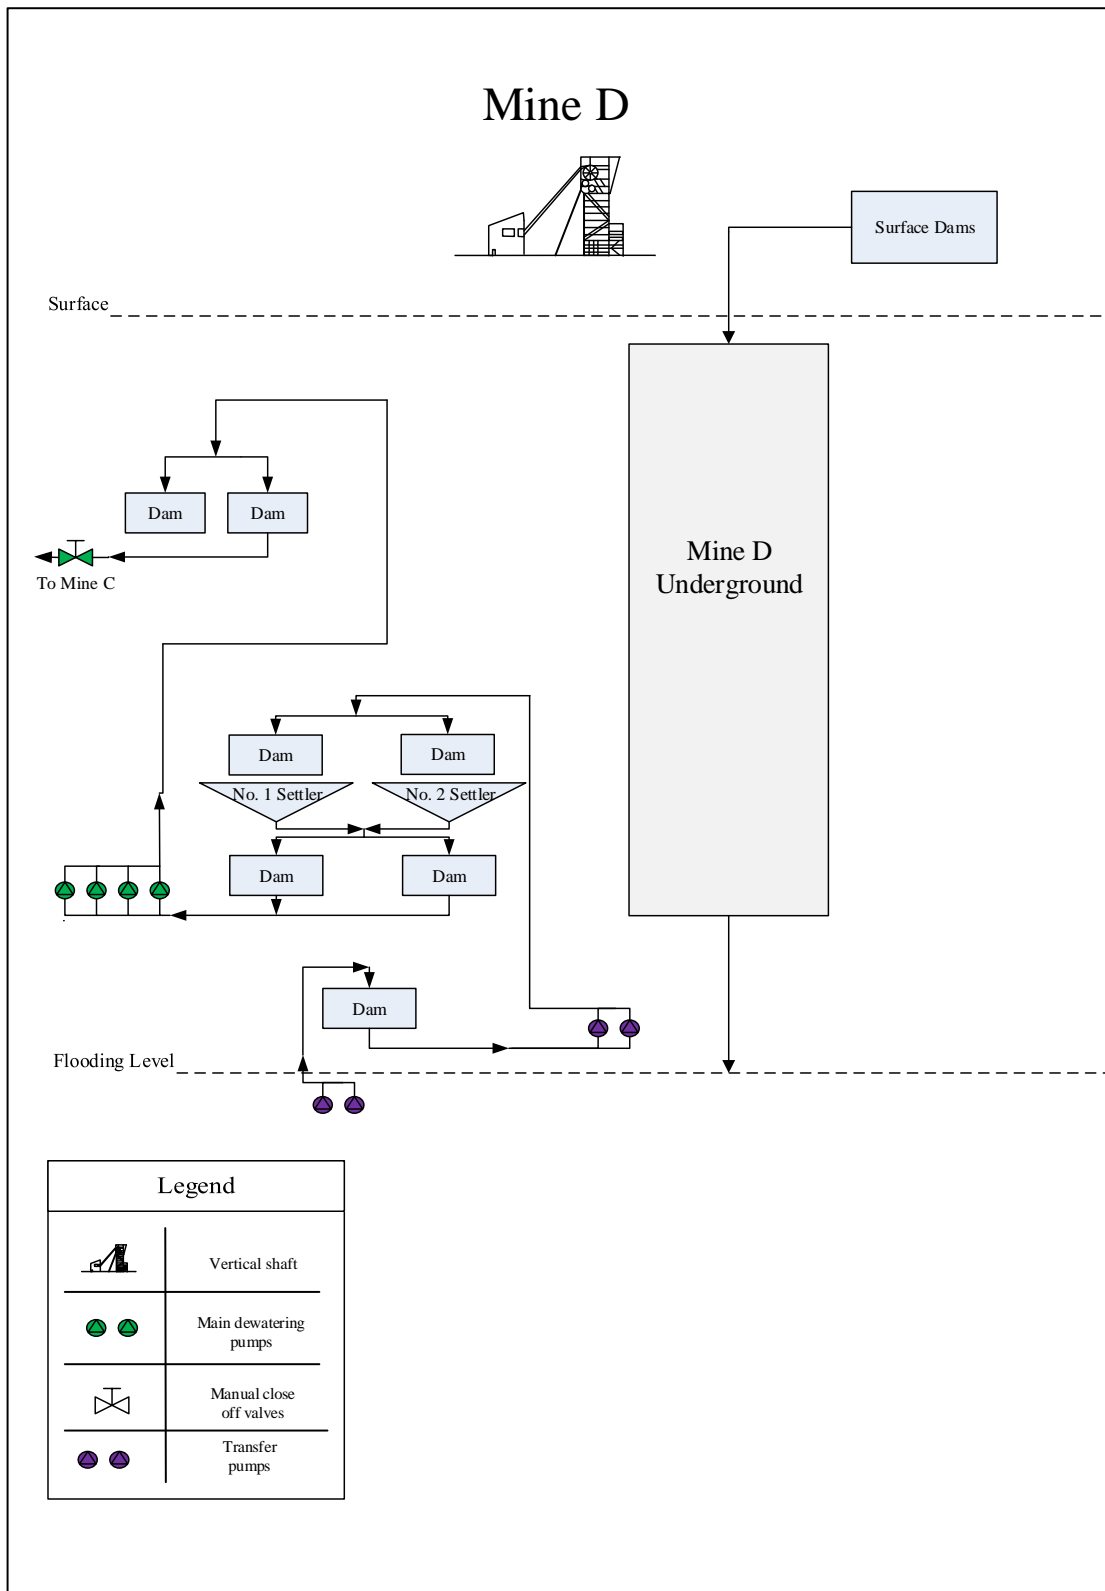 Mine D
Surface Dams
Surface
Dam
Dam
To Mine C
Mine D
Underground
Dam
Dam
No. 1 Settler
No. 2 Settler
Dam
Dam
Dam
Flooding Level
Legend
Vertical shaft
Main dewatering
pumps
Manual close
off valves
Transfer
pumps